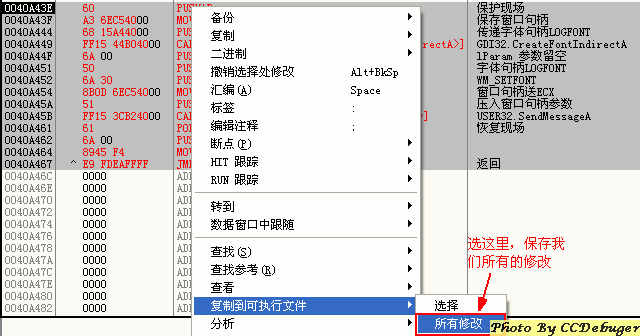 0040A43E 60 PUSHAD 保护现场
0040A43F A3 6EC54000 MOV 保存窗口句柄
0040A444 68 15A44000 PUS 传递字体句柄LOGFONT
0040A449 FF15 44B04000 CAL rectA>] GDI32.CreateFontIndirectA
0040A44F 6A 00 PUS lParam 参数留空
0040A451 50 PUS 字体句柄LOGFONT
0040A452 6A 30 PUS WM_SETFONT
0040A454 8B0D 6EC54000 MOV 窗口句柄送ECX
0040A45A 51 PUS 压入窗口句柄参数
0040A45B FF15 3CB24000 CAL >] USER32.SendMessageA
0040A461 61 POP 恢复现场
0040A462 6A 00 PUS
0040A464 8945 F4 MOV
0040A467 ^ E9 FDEAFFFF JMP 返回
0040A46C 0000 ADD
0040A46E 0000 ADD
0040A470 0000 ADD
0040A472 0000 ADD
0040A474 0000 ADD
0040A476 0000 ADD
0040A478 0000 ADD
0040A47A 0000 ADD
0040A47C 0000 ADD
0040A47E 0000 ADD
0040A480 0000 ADD
0040A482 0000 ADD
备份
复制
二进制
撤销选择处修改 Alt+BkSp
汇编(A) Space
标签 :
编辑注释 ;
断点(P)
HIT 跟踪
RUN 跟踪
转到
数据窗口中跟随
查找(S)
查找参考(R)
查看
复制到可执行文件
分析
选择
所有修改
选这里，保存我
们所有的修改
Photo By CCDebuger